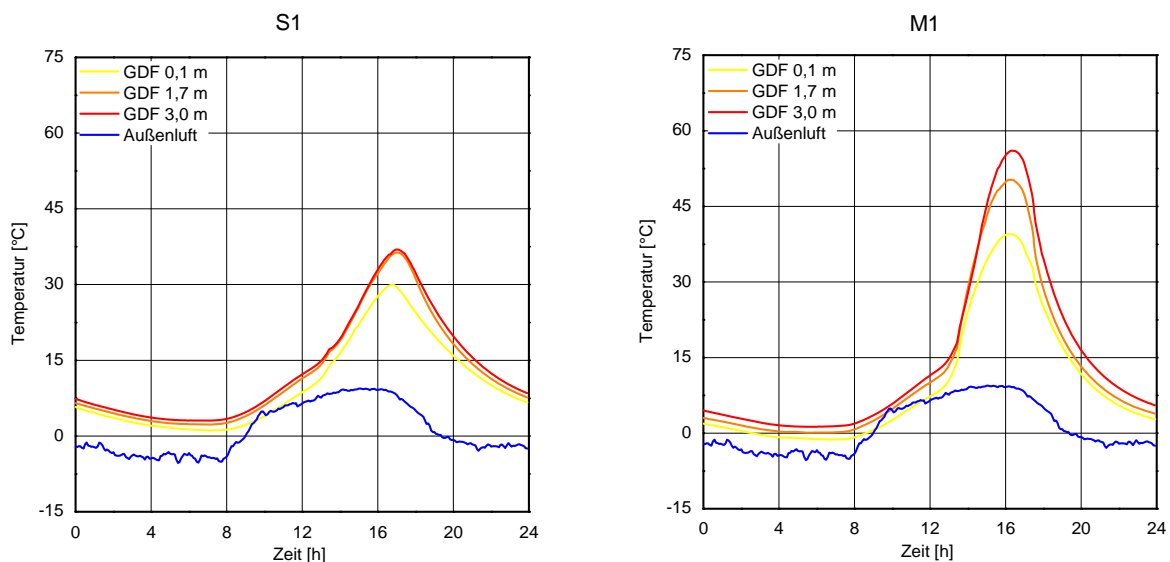 S1
75
60
45
30
15
0
-15
Temperatur [°C]
GDF 0,1 m
GDF 1,7 m
GDF 3,0 m
Außenluft
0 4 8 12 16 20 24
Zeit [h]
M1
75
60
45
30
15
0
-15
Temperatur [°C]
GDF 0,1 m
GDF 1,7 m
GDF 3,0 m
Außenluft
0 4 8 12 16 20 24
Zeit [h]